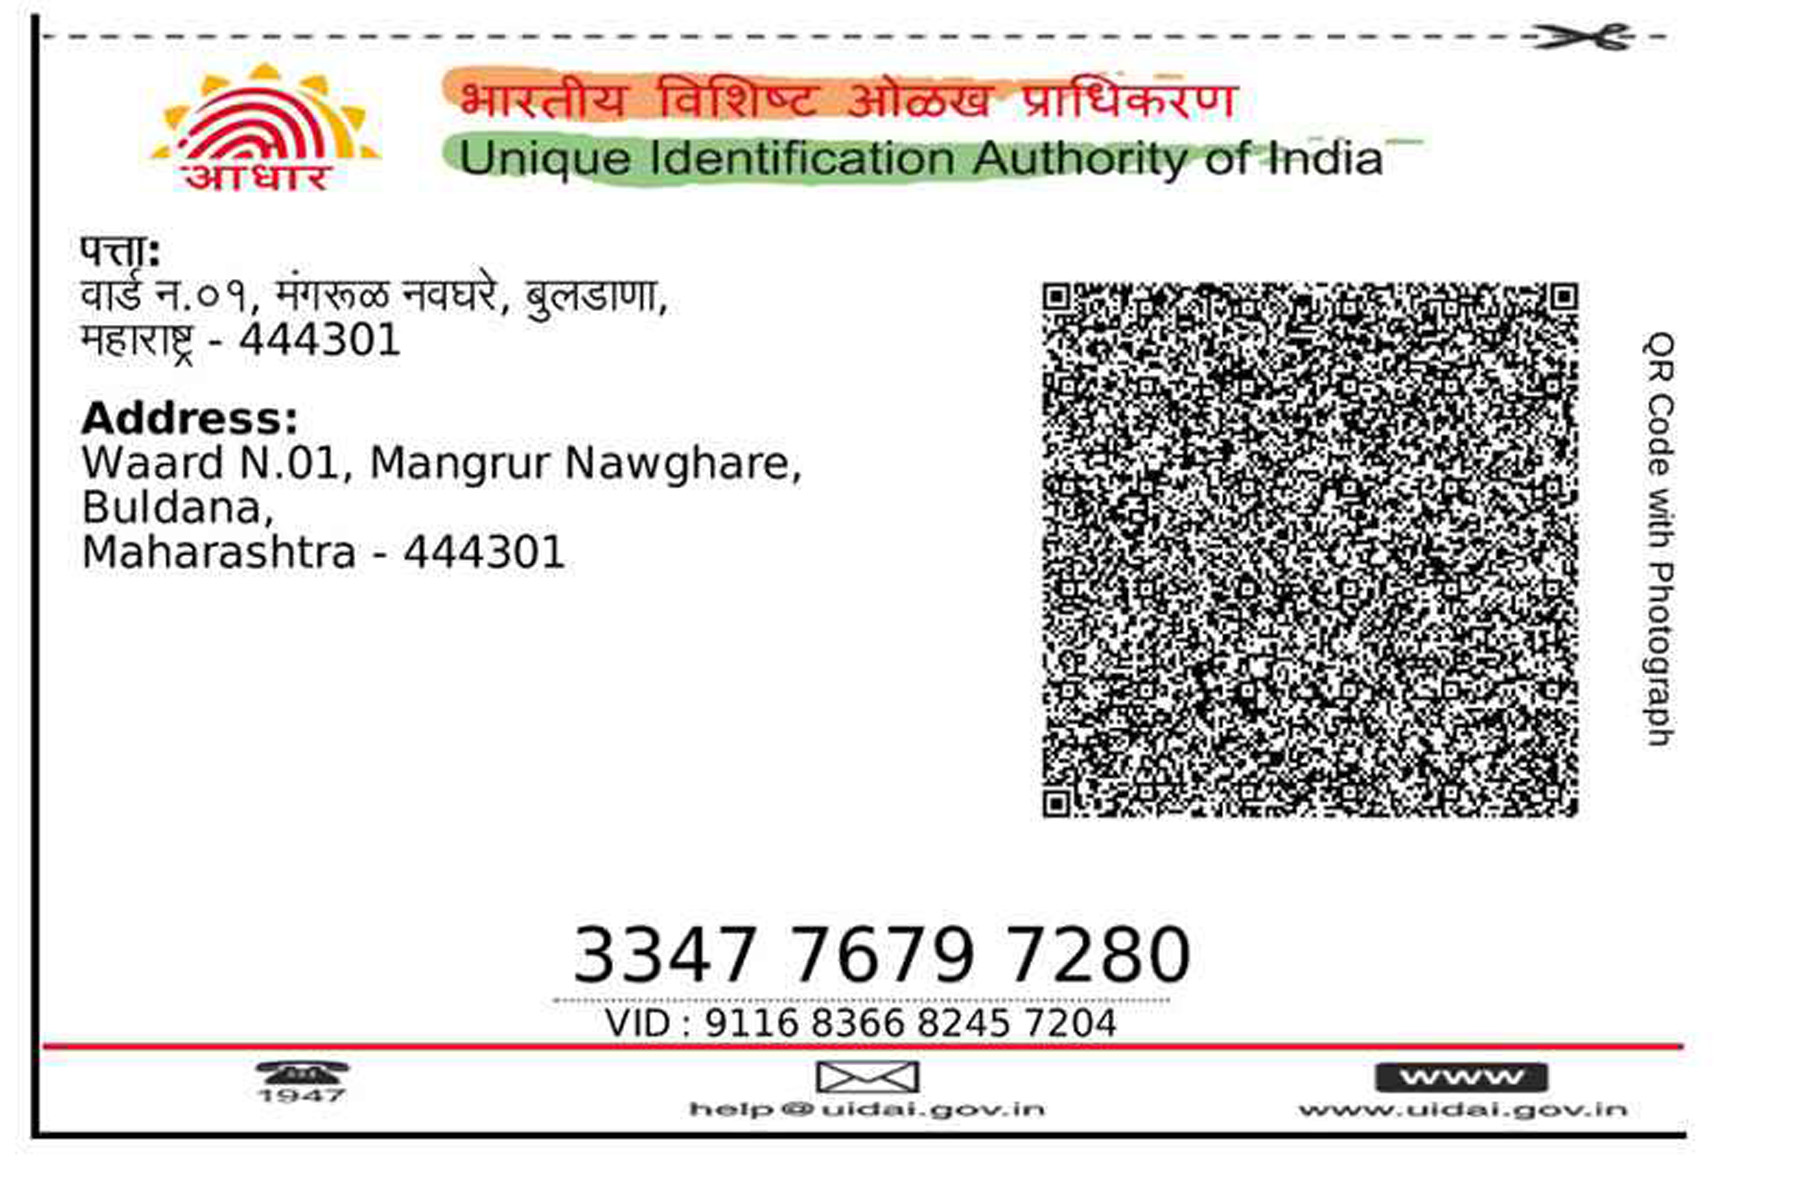 आधार
भारतीय विशिष्ट ओळख प्राधिकरण
Unique Identification Authority of India
पत्ता:
वार्ड न.०१, मंगरूळ नवघरे, बुलडाणा,
महाराष्ट्र - 444301
Address:
Waard N.01, Mangrur Nawghare,
Buldana,
Maharashtra - 444301
QR Code with Photograph
3347 7679 7280
VID : 9116 8366 8245 7204
1947
help@uidai.gov.in
www
www.uidai.gov.in